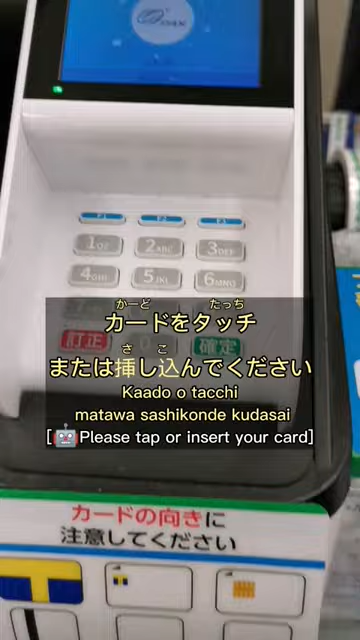 F1 F2 F3
1QZ 2ABC 3DEF
4GHI 5JKL 6MNO
かーど たっち
カードをタッチ
訂正 確定
さ こ
または挿し込んでください
Kaado o tacchi
matawa sashikonde kudasai
[🤖Please tap or insert your card]
カードの向きに
注意してください